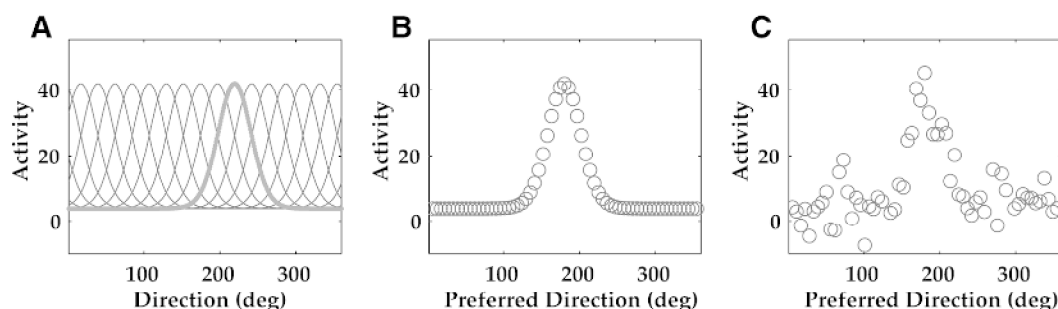 A B C
40 40 40
Activity Activity Activity
20 20 20
0 0 0
100 200 300 100 200 300 100 200 300
Direction (deg) Preferred Direction (deg) Preferred Direction (deg)